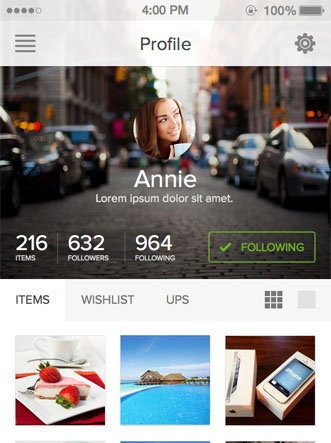 4:00 PM 100%
Profile
Annie
Lorem ipsum dolor sit amet.
216 632 964
ITEMS FOLLOWERS FOLLOWING
FOLLOWING
ITEMS WISHLIST UPS
iPhone